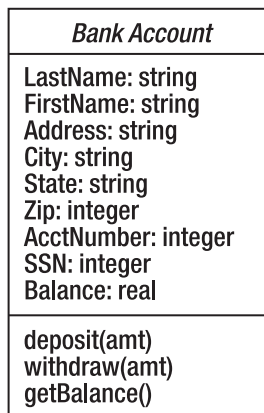 Bank Account
LastName: string
FirstName: string
Address: string
City: string
State: string
Zip: integer
AcctNumber: integer
SSN: integer
Balance: real
deposit(amt)
withdraw(amt)
getBalance()